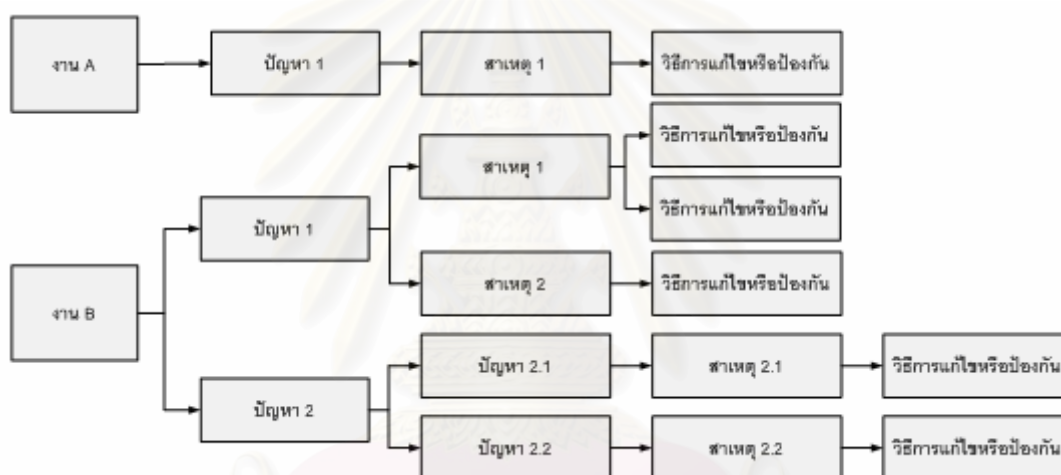 งาน A
ปัญหา 1
สาเหตุ 1
วิธีการแก้ไขหรือป้องกัน
วิธีการแก้ไขหรือป้องกัน
สาเหตุ 1
วิธีการแก้ไขหรือป้องกัน
ปัญหา 1
สาเหตุ 2
วิธีการแก้ไขหรือป้องกัน
งาน B
ปัญหา 2.1
สาเหตุ 2.1
วิธีการแก้ไขหรือป้องกัน
ปัญหา 2
ปัญหา 2.2
สาเหตุ 2.2
วิธีการแก้ไขหรือป้องกัน